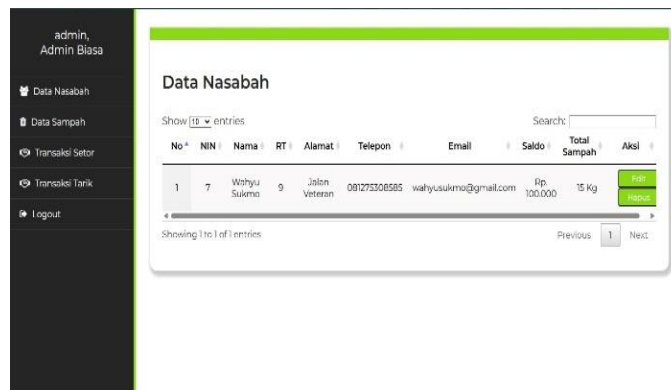 admin,
Admin Biasa
Data Nasabah
Data Sampah
Transaksi Setor
Transaksi Tarik
Logout
Data Nasabah
Show 10 entries
Search:
No NIN Nama RT Alamat Telepon Email Saldo Total Sampah Aksi
1 7 Wahyu Sukmo 9 Jalan Veteran 081275308585 wahyusukmo@gmail.com Rp. 100.000 15 Kg Edit
Hapus
Showing 1 to 1 of 1 entries
Previous 1 Next